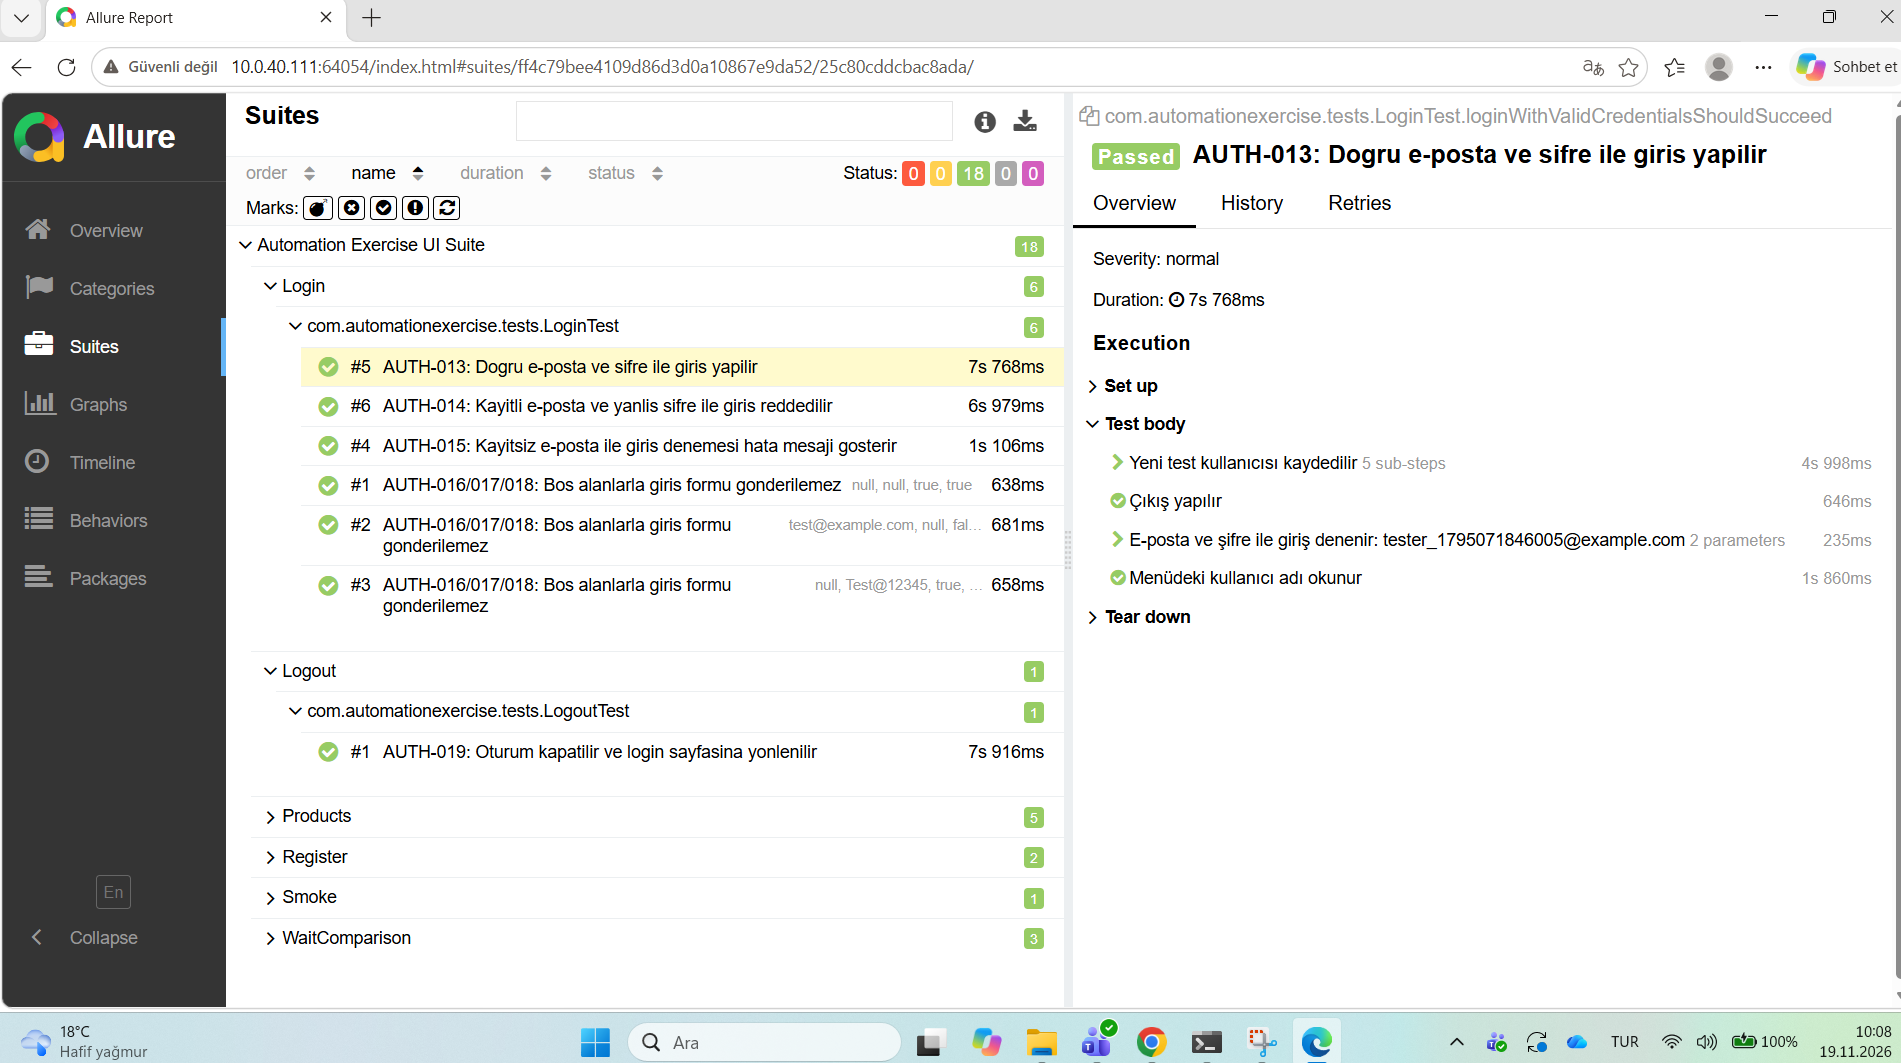 Allure Report
Güvenli değil 10.0.40.111:64054/index.html#suites/ff4c79bee4109d86d3d0a10867e9da52/25c80cddcbac8ada/
Sohbet et
Allure
Overview
Categories
Suites
Graphs
Timeline
Behaviors
Packages
En
Collapse
Suites
order name duration status
Status: 0 0 18 0 0
Marks:
Automation Exercise UI Suite 18
Login 6
com.automationexercise.tests.LoginTest 6
#5 AUTH-013: Dogru e-posta ve sifre ile giris yapilir 7s 768ms
#6 AUTH-014: Kayitli e-posta ve yanlis sifre ile giris reddedilir 6s 979ms
#4 AUTH-015: Kayitsiz e-posta ile giris denemesi hata mesaji gosterir 1s 106ms
#1 AUTH-016/017/018: Bos alanlarla giris formu gonderilemez null, null, true, true 638ms
#2 AUTH-016/017/018: Bos alanlarla giris formu test@example.com, null, fal... 681ms
gonderilemez
#3 AUTH-016/017/018: Bos alanlarla giris formu null, Test@12345, true, ... 658ms
gonderilemez
Logout 1
com.automationexercise.tests.LogoutTest 1
#1 AUTH-019: Oturum kapatilir ve login sayfasina yonlenilir 7s 916ms
Products 5
Register 2
Smoke 1
WaitComparison 3
com.automationexercise.tests.LoginTest.loginWithValidCredentialsShouldSucceed
Passed AUTH-013: Dogru e-posta ve sifre ile giris yapilir
Overview History Retries
Severity: normal
Duration: 7s 768ms
Execution
Set up
Test body
Yeni test kullanıcısı kaydedilir 5 sub-steps 4s 998ms
Çıkış yapılır 646ms
E-posta ve şifre ile giriş denenir: tester_1795071846005@example.com 2 parameters 235ms
Menüdeki kullanıcı adı okunur 1s 860ms
Tear down
18°C
Hafif yağmur
Ara
TUR
100%
10:08
19.11.2026